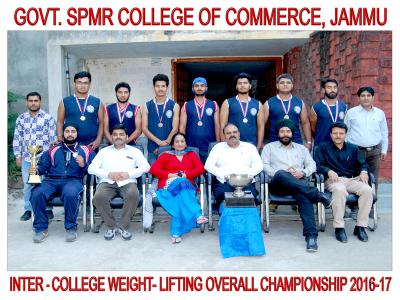 GOVT. SPMR COLLEGE OF COMMERCE, JAMMU
INTER - COLLEGE WEIGHT- LIFTING OVERALL CHAMPIONSHIP 2016-17